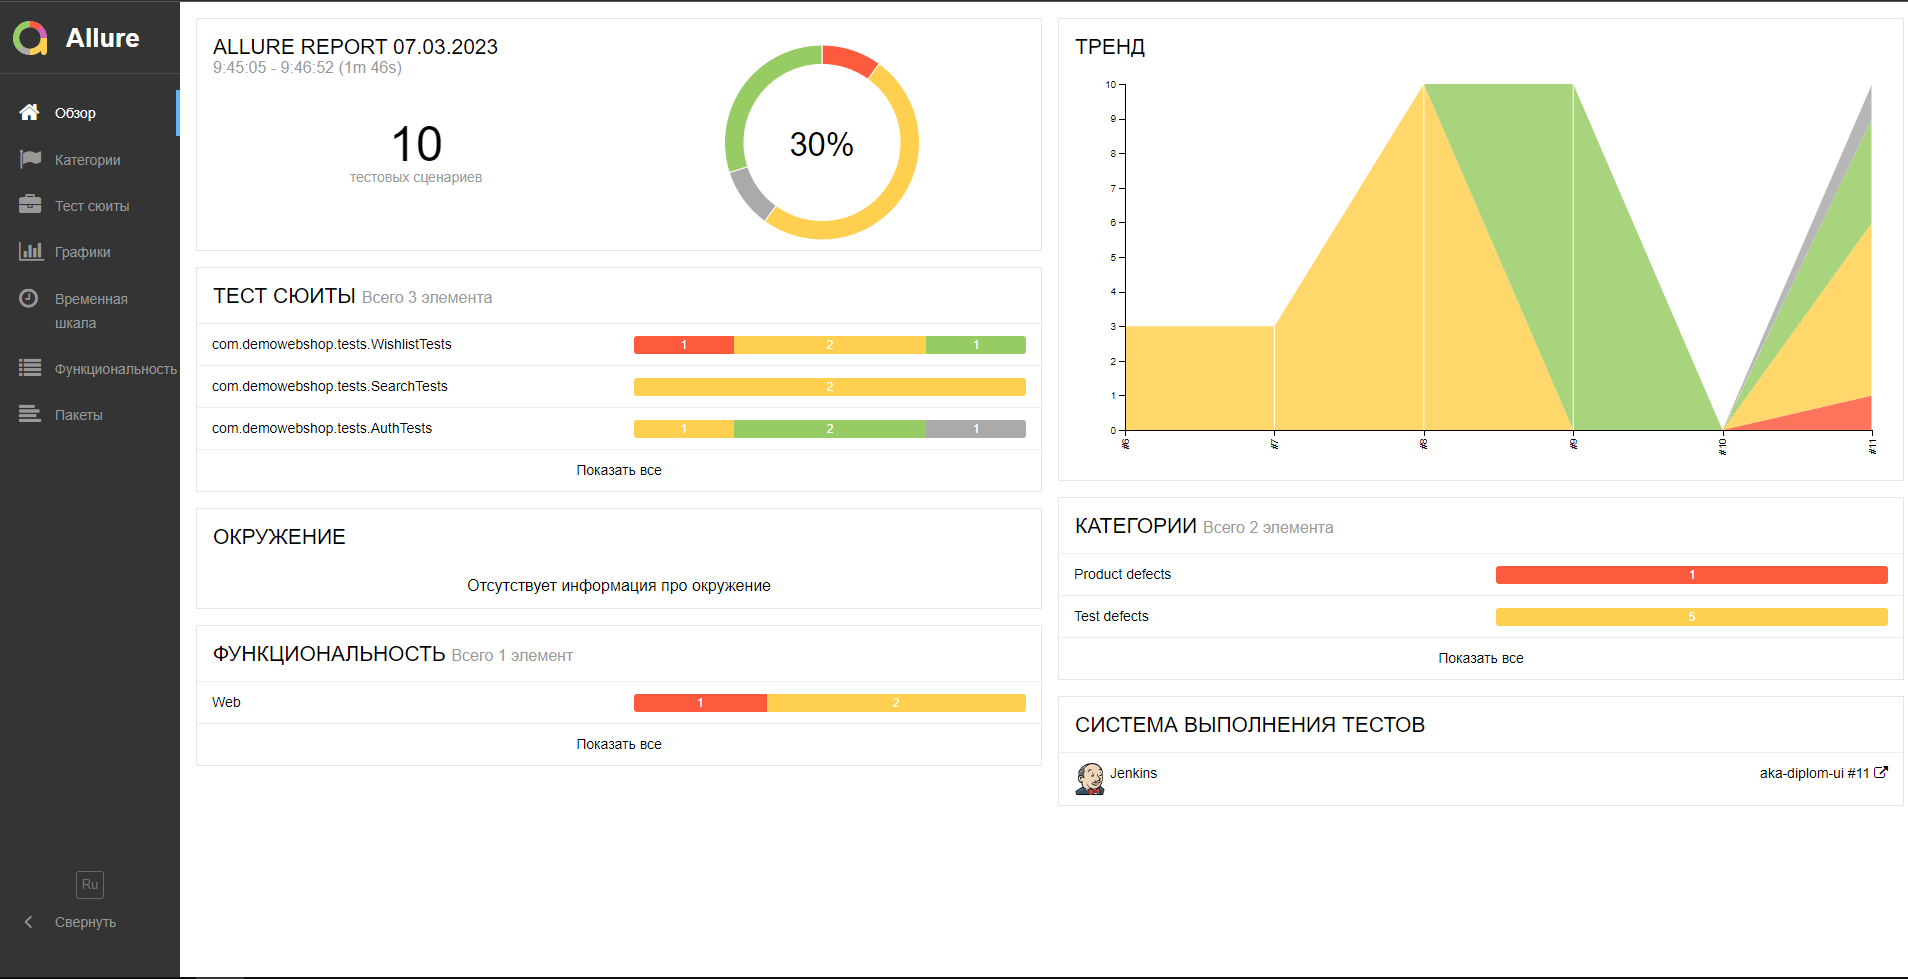 Allure
Обзор
Категории
Тест сюиты
Графики
Временная
шкала
Функциональность
Пакеты
Ru
Свернуть
ALLURE REPORT 07.03.2023
9:45:05 - 9:46:52 (1m 46s)
10
тестовых сценариев
30%
ТЕСТ СЮИТЫ Всего 3 элемента
com.demowebshop.tests.WishlistTests 1 2 1
com.demowebshop.tests.SearchTests 2
com.demowebshop.tests.AuthTests 1 2 1
Показать все
ОКРУЖЕНИЕ
Отсутствует информация про окружение
ФУНКЦИОНАЛЬНОСТЬ Всего 1 элемент
Web 1 2
Показать все
ТРЕНД
10
9
8
7
6
5
4
3
2
1
0
#6 #7 #8 #9 #10 #11
КАТЕГОРИИ Всего 2 элемента
Product defects 1
Test defects 5
Показать все
СИСТЕМА ВЫПОЛНЕНИЯ ТЕСТОВ
Jenkins aka-diplom-ui #11